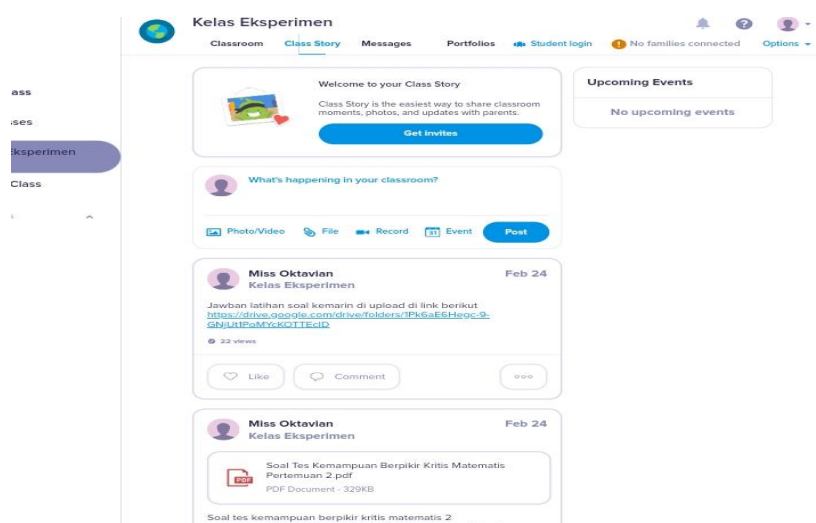 Kelas Eksperimen
Classroom Class Story Messages Portfolios Student login No families connected Options
ass
ses
Eksperimen
Class
Welcome to your Class Story
Class Story is the easiest way to share classroom
moments, photos, and updates with parents.
Get invites
Upcoming Events
No upcoming events
What's happening in your classroom?
Photo/Video File Record 31 Event Post
Miss Oktavian Feb 24
Kelas Eksperimen
Jawban latihan soal kemarin di upload di link berikut
https://drive.google.com/drive/folders/1Pk6aE6Hegc-9-
GNjUt1PoMYcKOTTEcID
22 views
Like Comment
Miss Oktavian Feb 24
Kelas Eksperimen
PDF
Soal Tes Kemampuan Berpikir Kritis Matematis
Pertemuan 2.pdf
PDF Document - 329KB
Soal tes kemampuan berpikir kritis matematis 2